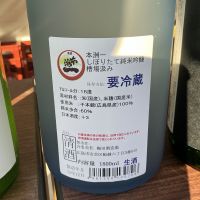 本洲一
しぼりたて純米吟醸
槽場汲み
要冷蔵
アルコール分:18度
原材料名:米(国産)、米麹(国産米)
使用米 千本錦(広島県産)100%
精米歩合:60%
日本酒度:+3
清酒
1800ml 生酒